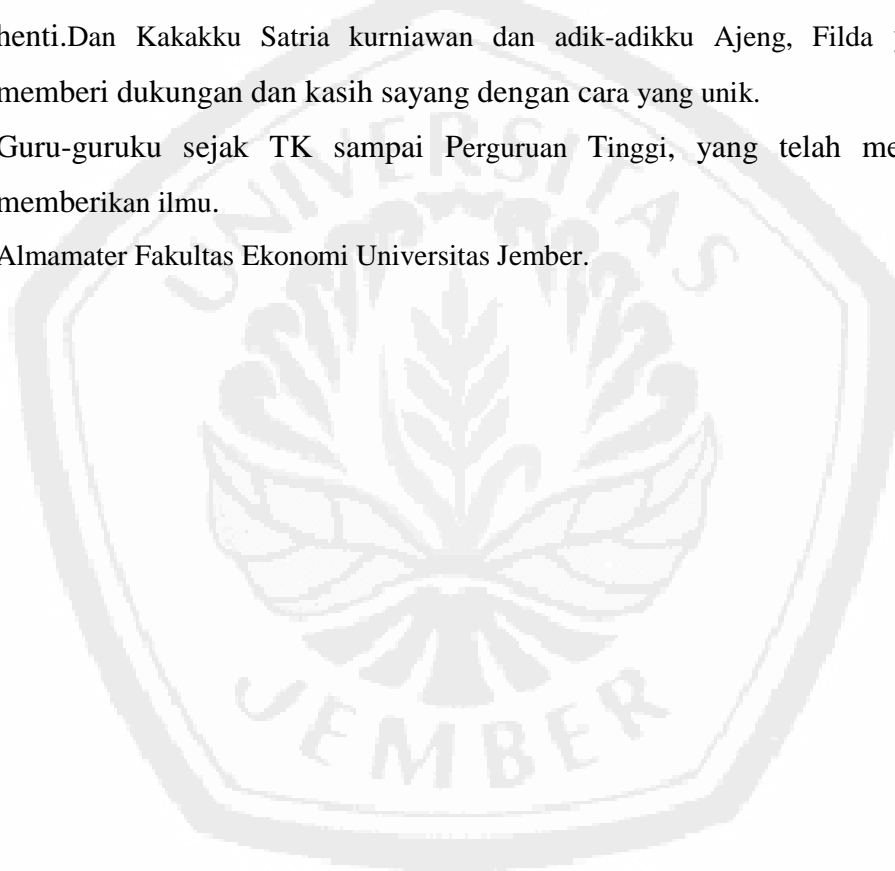 henti.Dan Kakakku Satria kurniawan dan adik-adikku Ajeng, Filda
memberi dukungan dan kasih sayang dengan cara yang unik.
Guru-guruku sejak TK sampai Perguruan Tinggi, yang telah
memberikan ilmu.
Almamater Fakultas Ekonomi Universitas Jember.
UNIVERSITAS
JEMBER